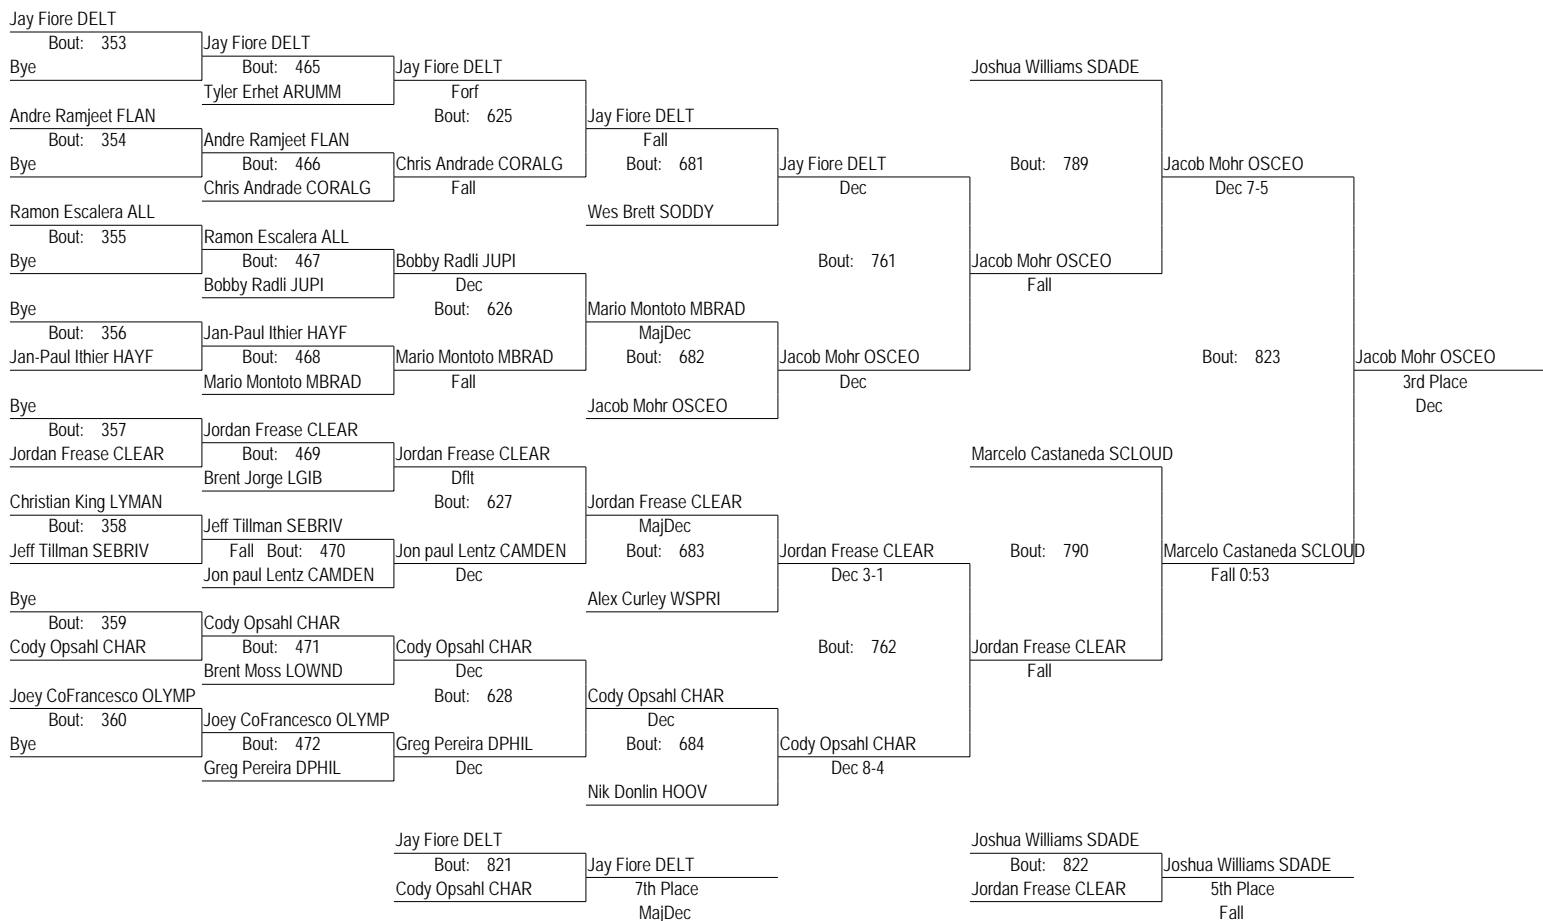 Jay Fiore DELT
Bout: 353
Bye
Andre Ramjeet FLAN
Bout: 354
Bye
Ramon Escalera ALL
Bout: 355
Bye
Bye
Bout: 356
Jan-Paul Ithier HAYF
Bye
Bout: 357
Jordan Frease CLEAR
Christian King LYMAN
Bout: 358
Jeff Tillman SEBRIV
Bye
Bout: 359
Cody Opsahl CHAR
Joey CoFrancesco OLYMP
Bout: 360
Bye
Jay Fiore DELT
Bout: 465
Tyler Erhet ARUMM
Andre Ramjeet FLAN
Bout: 466
Chris Andrade CORALG
Ramon Escalera ALL
Bout: 467
Bobby Radli JUPI
Jan-Paul Ithier HAYF
Bout: 468
Mario Montoto MBRAD
Jordan Frease CLEAR
Bout: 469
Brent Jorge LGIB
Jeff Tillman SEBRIV
Fall Bout: 470
Jon paul Lentz CAMDEN
Cody Opsahl CHAR
Bout: 471
Brent Moss LOWND
Joey CoFrancesco OLYMP
Bout: 472
Greg Pereira DPHIL
Jay Fiore DELT
Forf
Bout: 625
Chris Andrade CORALG
Fall
Bobby Radli JUPI
Dec
Bout: 626
Mario Montoto MBRAD
Fall
Jordan Frease CLEAR
Dflt
Bout: 627
Jon paul Lentz CAMDEN
Dec
Cody Opsahl CHAR
Dec
Bout: 628
Greg Pereira DPHIL
Dec
Jay Fiore DELT
Fall
Bout: 681
Wes Brett SODDY
Mario Montoto MBRAD
MajDec
Bout: 682
Jacob Mohr OSCEO
Jordan Frease CLEAR
MajDec
Bout: 683
Alex Curley WSPRI
Cody Opsahl CHAR
Dec
Bout: 684
Nik Donlin HOOV
Jay Fiore DELT
Dec
Bout: 761
Jacob Mohr OSCEO
Dec
Jordan Frease CLEAR
Dec 3-1
Bout: 762
Cody Opsahl CHAR
Dec 8-4
Joshua Williams SDADE
Bout: 789
Jacob Mohr OSCEO
Fall
Marcelo Castaneda SCLOUD
Bout: 790
Jordan Frease CLEAR
Fall
Jacob Mohr OSCEO
Dec 7-5
Bout: 823
Marcelo Castaneda SCLOUD
Fall 0:53
Jacob Mohr OSCEO
3rd Place
Dec
Jay Fiore DELT
Bout: 821
Cody Opsahl CHAR
Jay Fiore DELT
7th Place
MajDec
Joshua Williams SDADE
Bout: 822
Jordan Frease CLEAR
Joshua Williams SDADE
5th Place
Fall